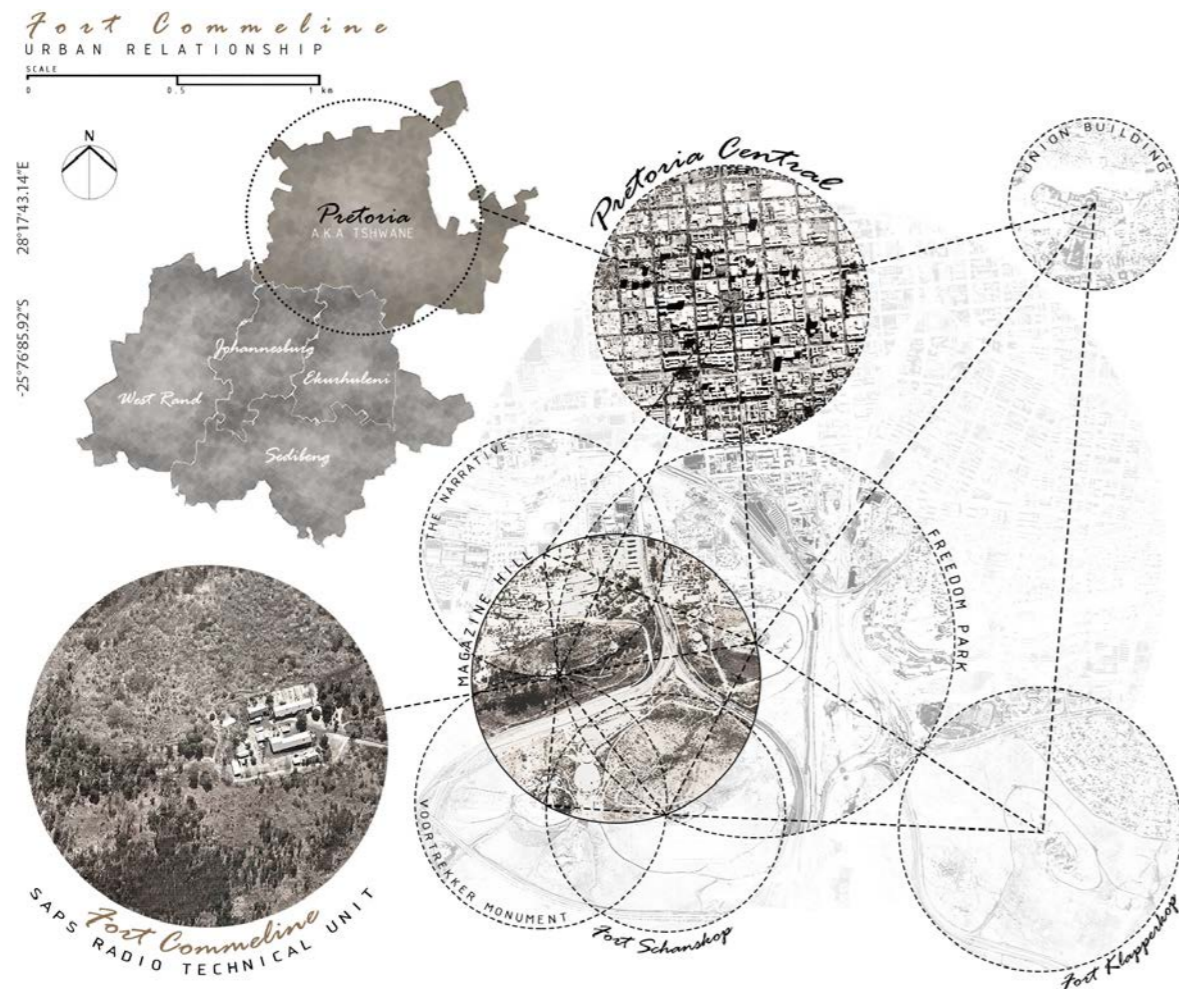 Fort Commeline
URBAN RELATIONSHIP
SCALE
0 0.5 1 km
N
28°17'43.14"E
-25°76'85.92"S
Pretoria
A.K.A TSHWANE
Johannesburg
Ekurhuleni
West Rand
Sedibeng
Pretoria Central
UNION BUILDING
THE NARRATIVE
MAGAZINE HILL
FREEDOM PARK
VOORTREKKER MONUMENT
Fort Schanskop
Fort Klapperkop
Fort Commeline
SAPS RADIO TECHNICAL UNIT